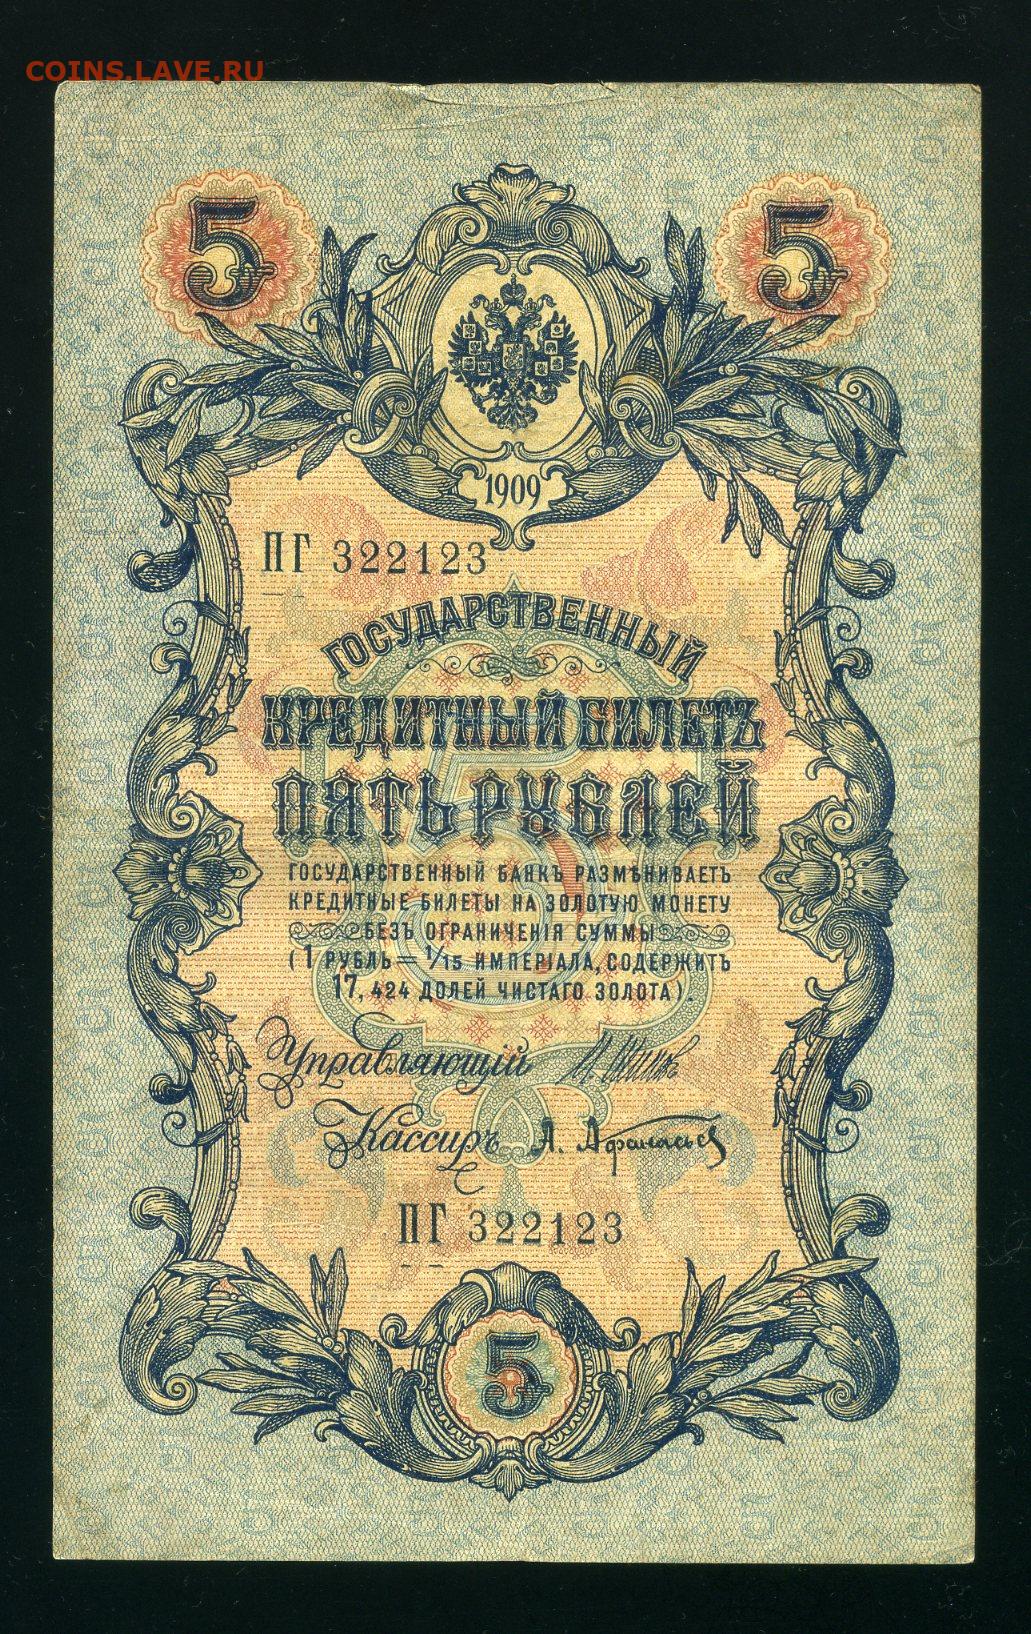 COINS.LAVE.RU
5 5
1909
ПГ 322123
ГОСУДАРСТВЕННЫЙ
КРЕДИТНЫЙ БИЛЕТЪ
ПЯТЬ РУБЛЕЙ
ГОСУДАРСТВЕННЫЙ БАНКЪ РАЗМѢНИВАЕТЪ
КРЕДИТНЫЕ БИЛЕТЫ НА ЗОЛОТУЮ МОНЕТУ
БЕЗЪ ОГРАНИЧЕНІЯ СУММЫ
(1 РУБЛЬ = 1/15 ИМПЕРІАЛА, СОДЕРЖИТЪ
17,424 ДОЛЕЙ ЧИСТАГО ЗОЛОТА).
Управляющій
Кассиръ А. Афанасьев
ПГ 322123
5